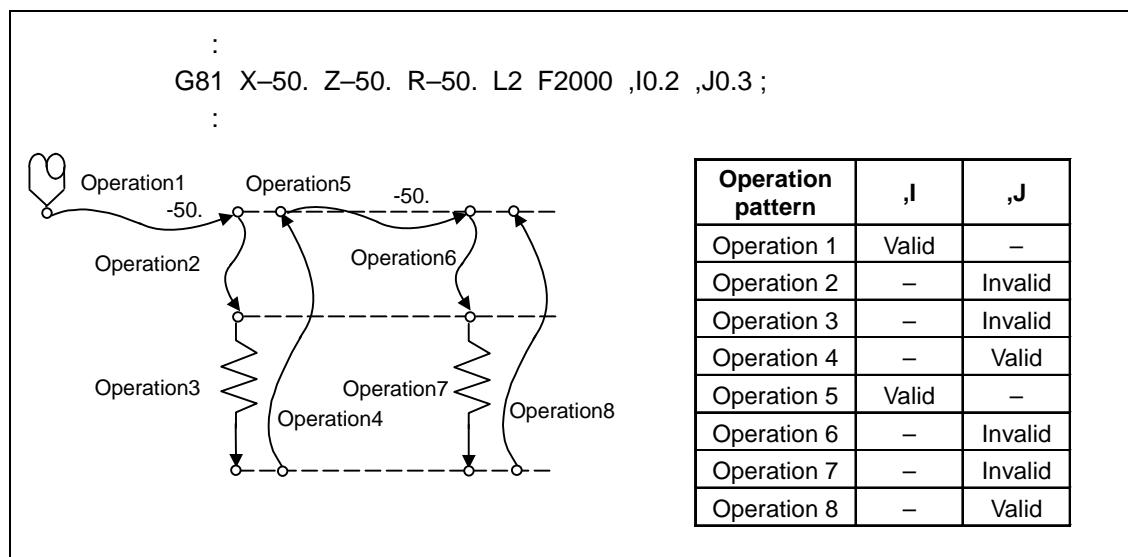 :
G81 X–50. Z–50. R–50. L2 F2000 ,I0.2 ,J0.3 ;
:
Operation1
-50.
Operation5
-50.
Operation2
Operation6
Operation3
Operation4
Operation7
Operation8
Operation pattern ,I ,J
Operation 1 Valid –
Operation 2 – Invalid
Operation 3 – Invalid
Operation 4 – Valid
Operation 5 Valid –
Operation 6 – Invalid
Operation 7 – Invalid
Operation 8 – Valid